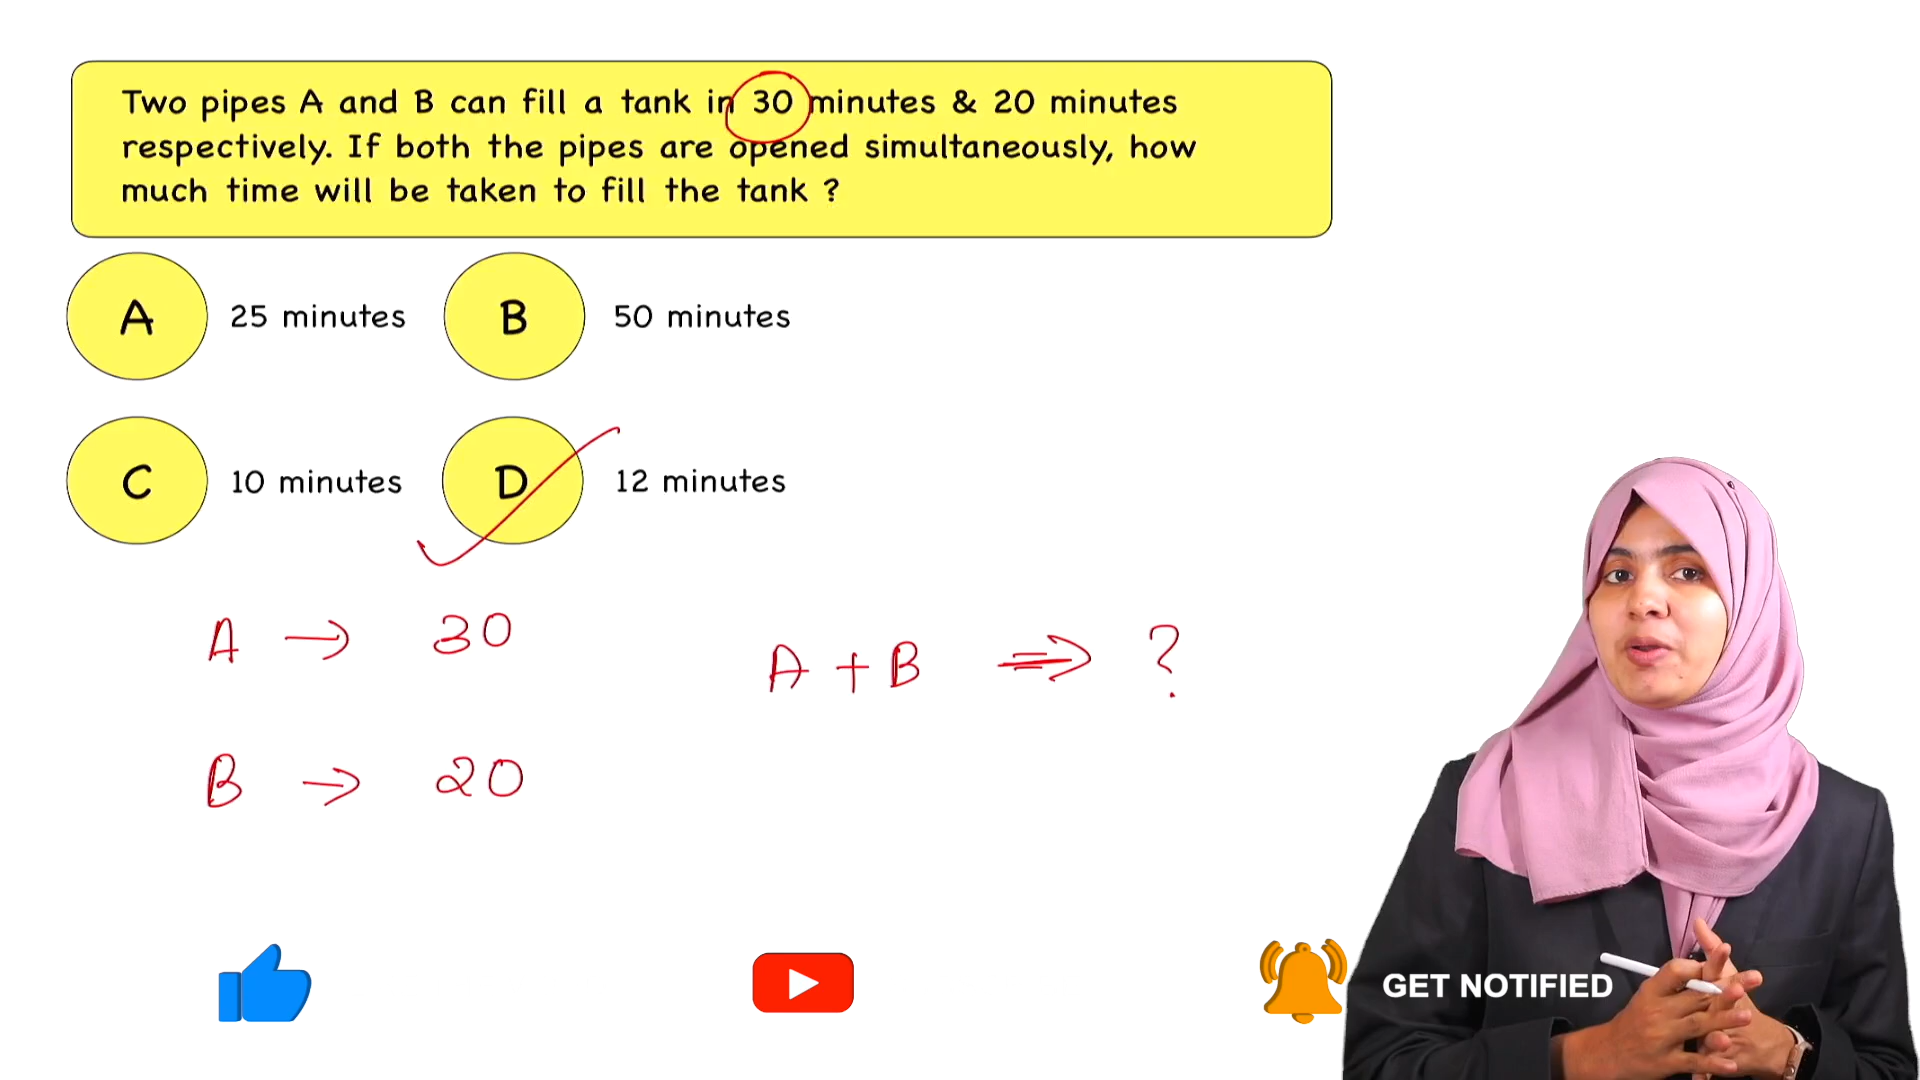 Two pipes A and B can fill a tank in 30 minutes & 20 minutes
respectively. If both the pipes are opened simultaneously, how
much time will be taken to fill the tank ?
A 25 minutes B 50 minutes
C 10 minutes D 12 minutes
A → 30
A + B ⇒ ?
B → 20
GET NOTIFIED